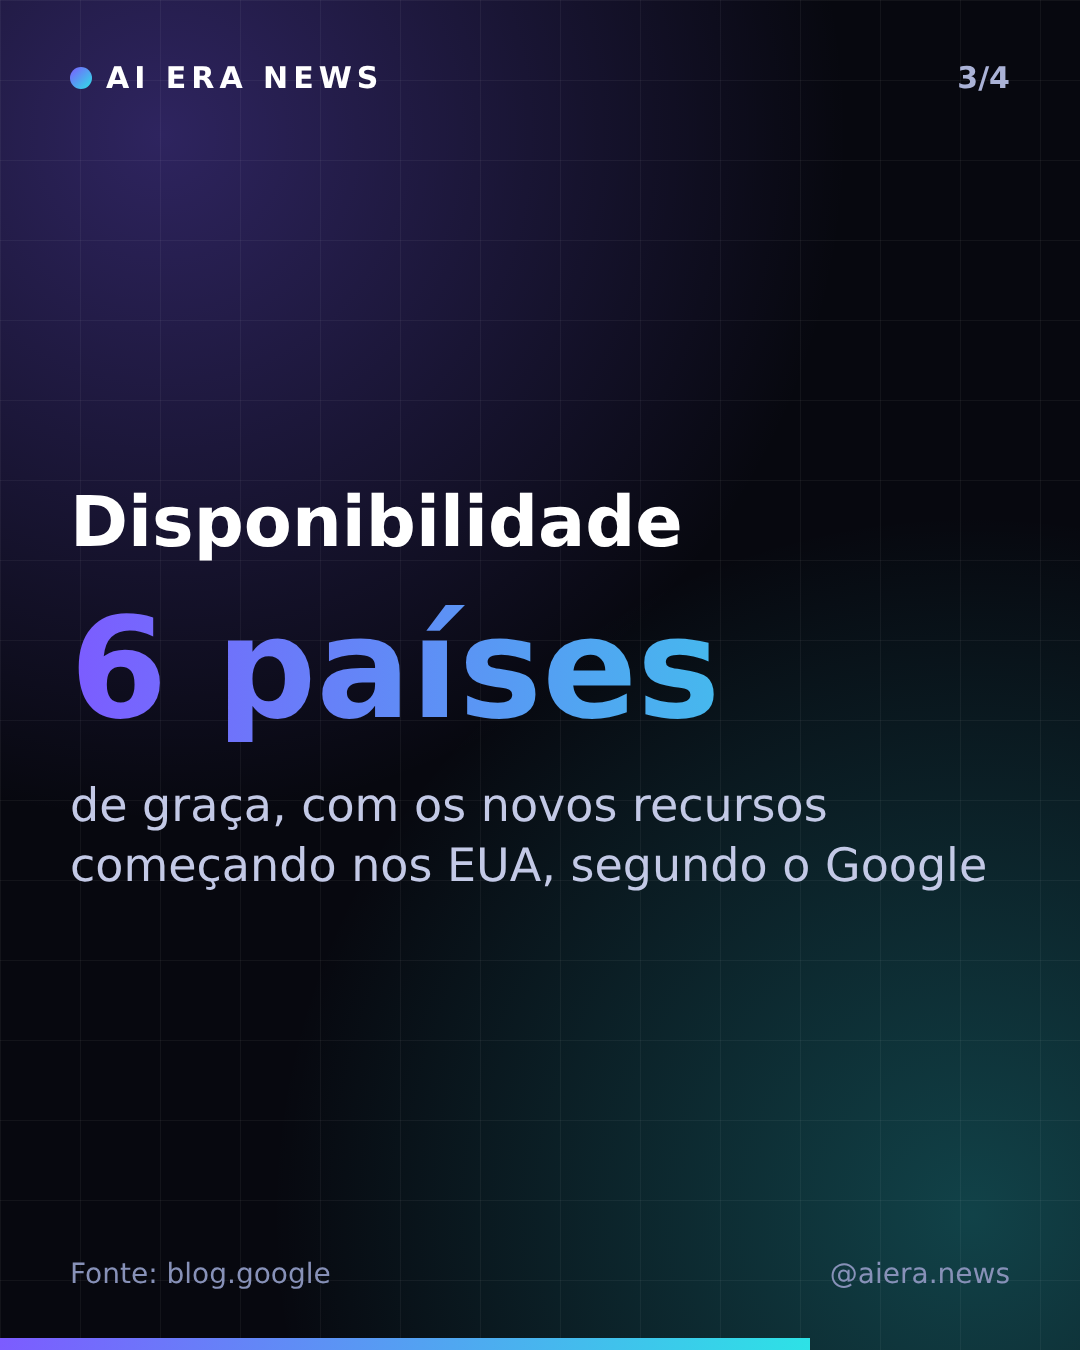 AI ERA NEWS
3/4
Disponibilidade
6 países
de graça, com os novos recursos
começando nos EUA, segundo o Google
Fonte: blog.google
@aiera.news